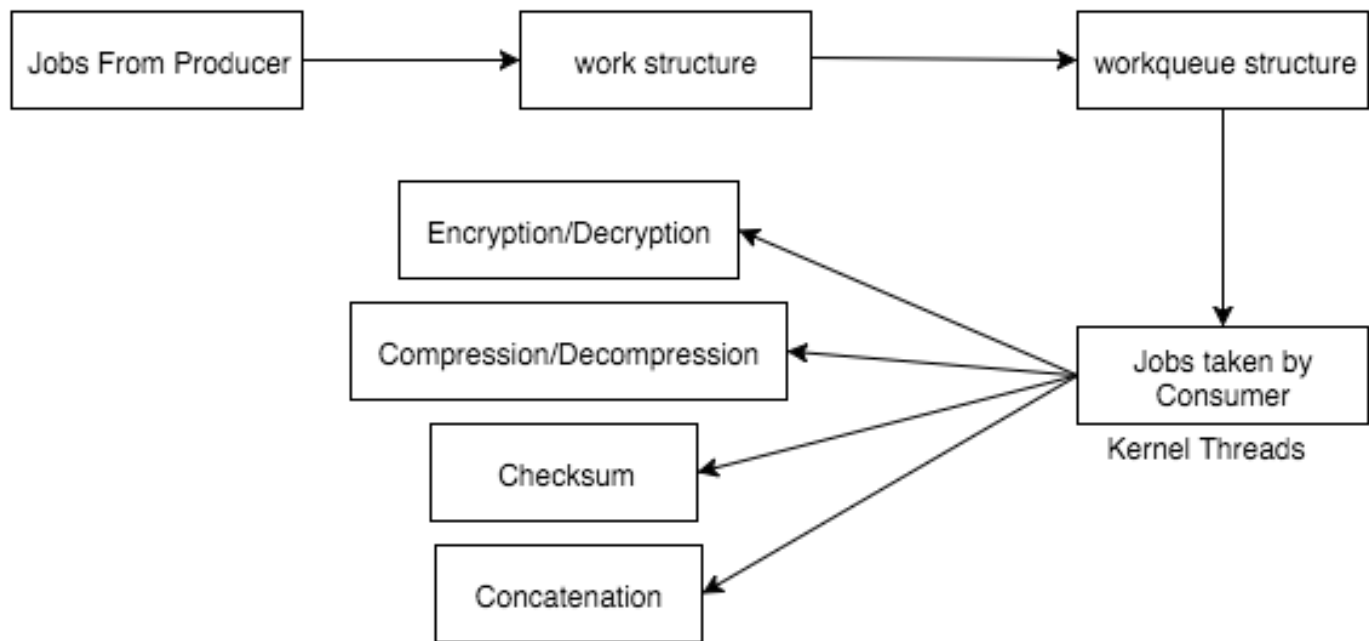 Jobs From Producer
work structure
workqueue structure
Encryption/Decryption
Compression/Decompression
Jobs taken by
Consumer
Kernel Threads
Checksum
Concatenation